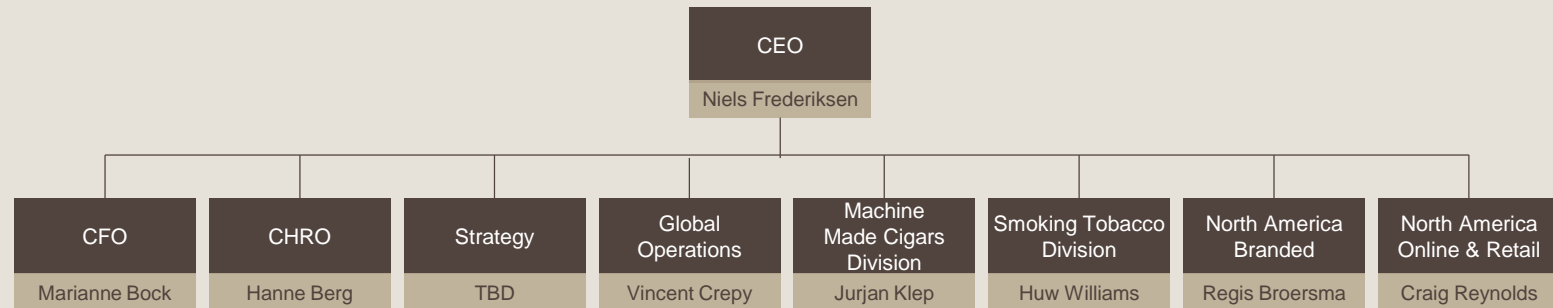 CEO
Niels Frederiksen
CFO
Marianne Bock
CHRO
Hanne Berg
Strategy
TBD
Global
Operations
Vincent Crepy
Machine
Made Cigars
Division
Jurjan Klep
Smoking Tobacco
Division
Huw Williams
North America
Branded
Regis Broersma
North America
Online & Retail
Craig Reynolds